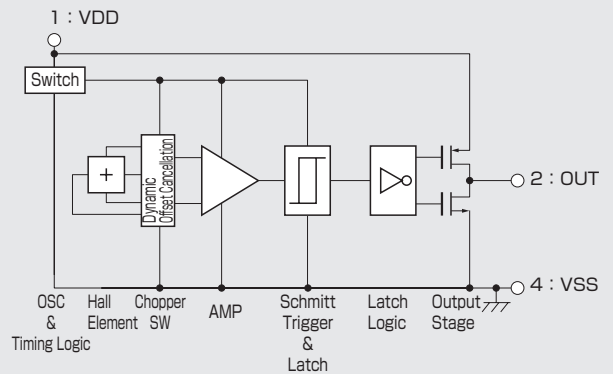 1 : VDD
Switch
+
Dynamic
Offset Cancellation
2 : OUT
4 : VSS
OSC
&
Timing Logic
Hall
Element
Chopper
SW
AMP
Schmitt
Trigger
&
Latch
Latch
Logic
Output
Stage